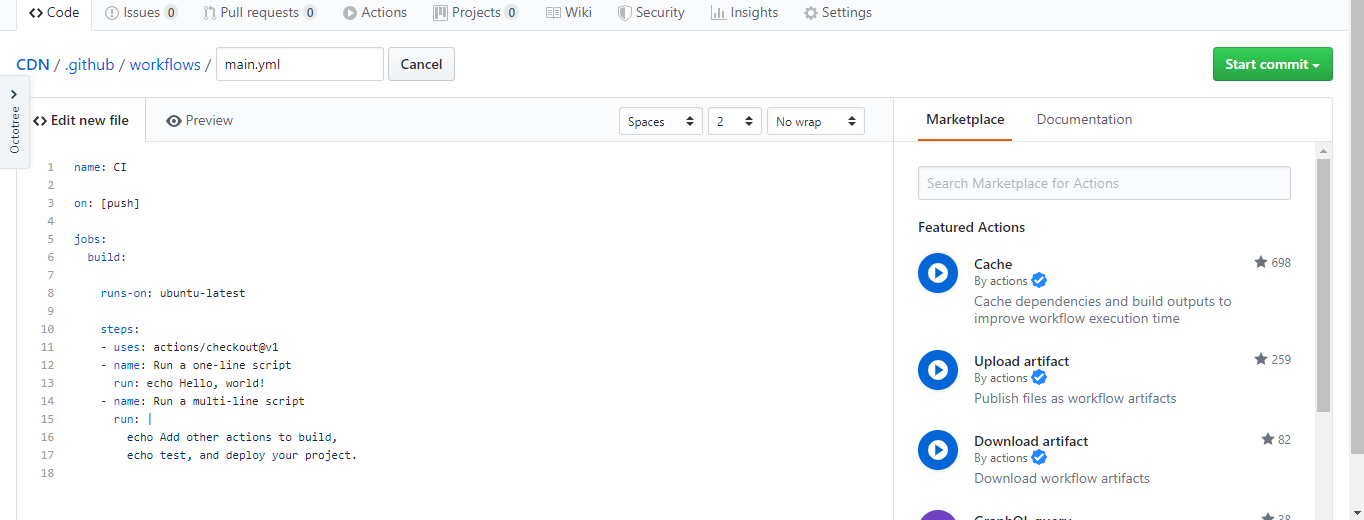 Code Issues 0 Pull requests 0 Actions Projects 0 Wiki Security Insights Settings
CDN / .github / workflows / main.yml Cancel Start commit
Octotree
Edit new file Preview Spaces 2 No wrap
1 name: CI
2
3 on: [push]
4
5 jobs:
6 build:
7
8 runs-on: ubuntu-latest
9
10 steps:
11 - uses: actions/checkout@v1
12 - name: Run a one-line script
13 run: echo Hello, world!
14 - name: Run a multi-line script
15 run: |
16 echo Add other actions to build,
17 echo test, and deploy your project.
18
Marketplace Documentation
Search Marketplace for Actions
Featured Actions
Cache 698
By actions
Cache dependencies and build outputs to
improve workflow execution time
Upload artifact 259
By actions
Publish files as workflow artifacts
Download artifact 82
By actions
Download workflow artifacts
GraphQL query 38